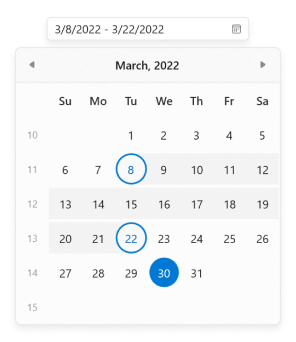 3/8/2022 - 3/22/2022
March, 2022
Su Mo Tu We Th Fr Sa
10 1 2 3 4 5
11 6 7 8 9 10 11 12
12 13 14 15 16 17 18 19
13 20 21 22 23 24 25 26
14 27 28 29 30 31
15